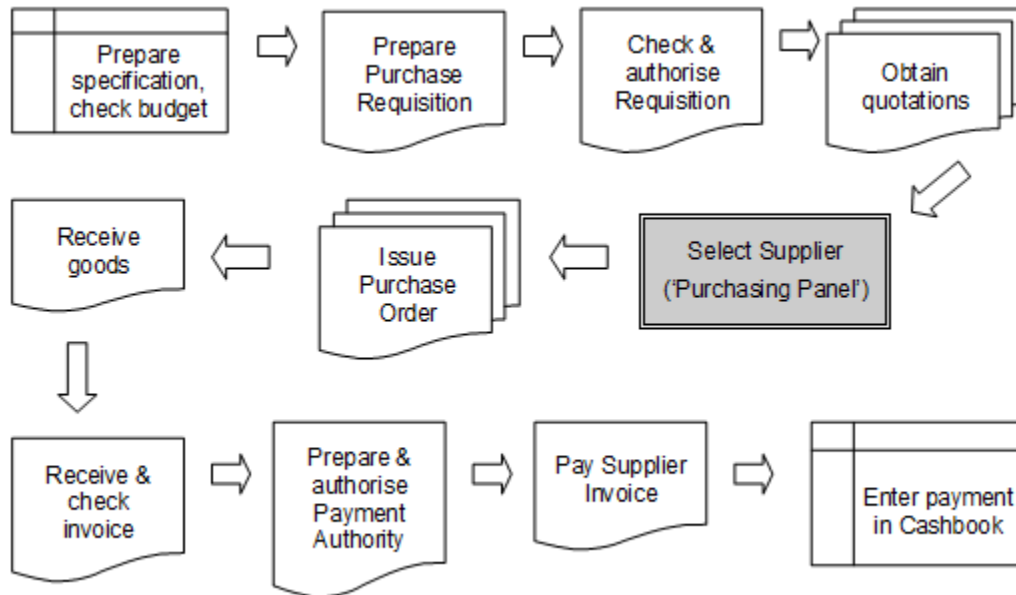 Prepare
specification,
check budget
Prepare
Purchase
Requisition
Check &
authorise
Requisition
Obtain
quotations
Select Supplier
(‘Purchasing Panel’)
Issue
Purchase
Order
Receive
goods
Receive &
check
invoice
Prepare &
authorise
Payment
Authority
Pay Supplier
Invoice
Enter payment
in Cashbook